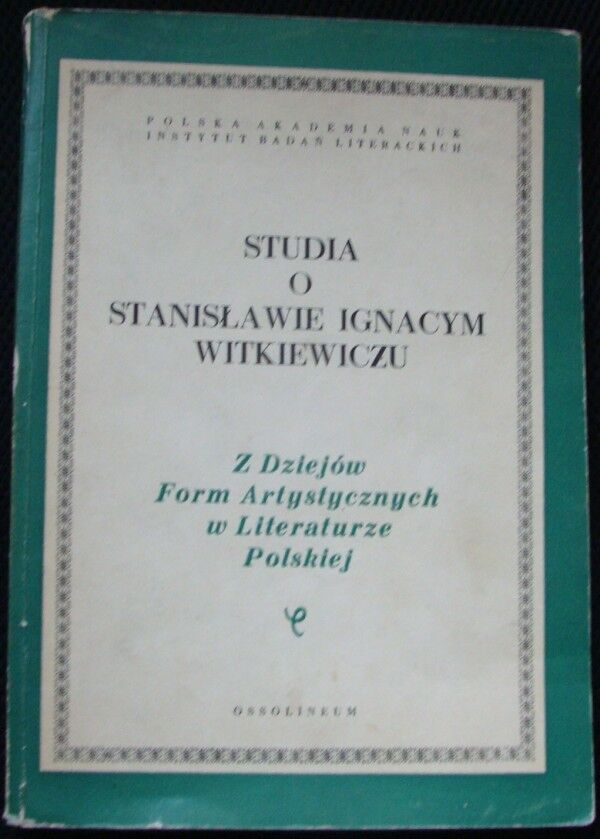 POLSKA AKADEMIA NAUK
INSTYTUT BADAŃ LITERACKICH
STUDIA
O
STANISŁAWIE IGNACYM
WITKIEWICZU
Z Dziejów
Form Artystycznych
w Literaturze
Polskiej
OSSOLINEUM